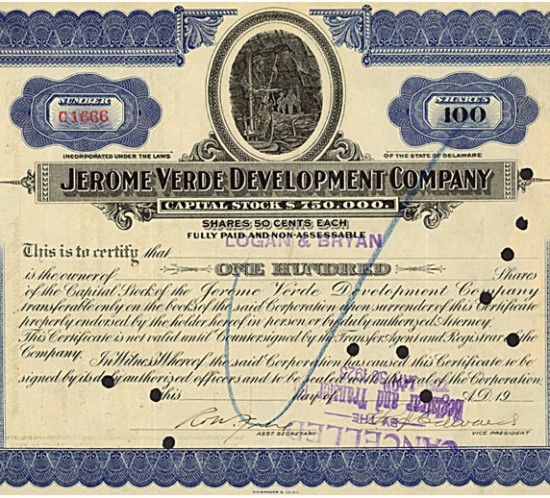 NUMBER
C1666
SHARES
100
INCORPORATED UNDER THE LAWS
OF THE STATE OF DELAWARE
JEROME VERDE DEVELOPMENT COMPANY
CAPITAL STOCK $ 750.000.
SHARES 50 CENTS EACH
FULLY PAID AND NON-ASSESSABLE
LOGAN & BRYAN
This is to certify that
is the owner of ONE HUNDRED Shares
of the Capital Stock of the Jerome Verde Development Company
transferable only on the books of the said Corporation upon surrender of this Certificate
properly endorsed by the holder hereof in person or by duly authorized Attorney.
This Certificate is not valid until Countersigned by the Transfer Agent and Registrar of the
Company. In Witness Whereof the said Corporation has caused this Certificate to be
signed by its duly authorized officers and to be sealed with the Seal of the Corporation:
this day of A.D. 19
CANCELLED
BY THE
Registrar and Transfer
ASST SECRETARY
VICE PRESIDENT